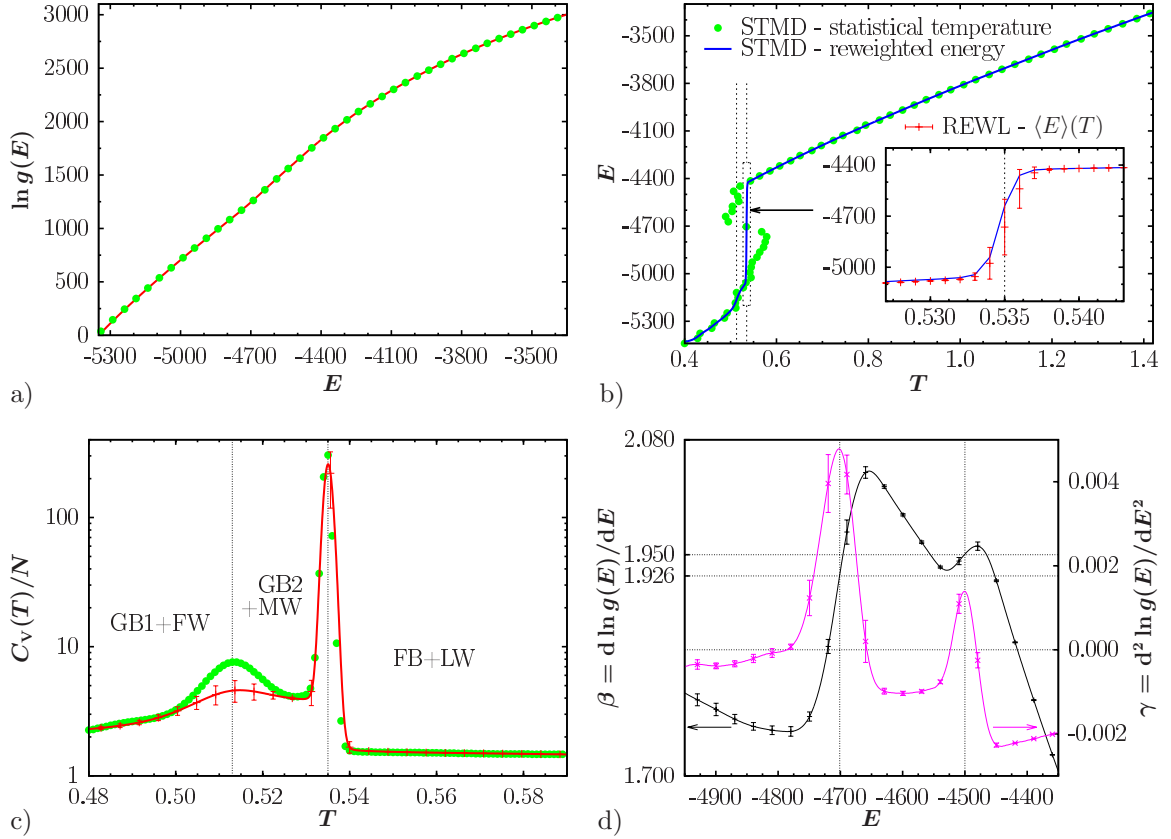 3000
2500
2000
1500
1000
500
0
ln g(E)
-5300 -5000 -4700 -4400 -4100 -3800 -3500
E
a)
STMD - statistical temperature
STMD - reweighted energy
-3500
-3800
-4100
-4400
-4700
-5000
-5300
E
REWL - ⟨E⟩(T)
-4400
-4700
-5000
0.530 0.535 0.540
0.4 0.6 0.8 1.0 1.2 1.4
T
b)
100
10
1
C_V(T)/N
GB1+FW
GB2
+MW
FB+LW
0.48 0.50 0.52 0.54 0.56 0.58
T
c)
2.080
1.950
1.926
1.700
β = d ln g(E)/dE
0.004
0.002
0.000
-0.002
γ = d² ln g(E)/dE²
-4900 -4800 -4700 -4600 -4500 -4400
E
d)